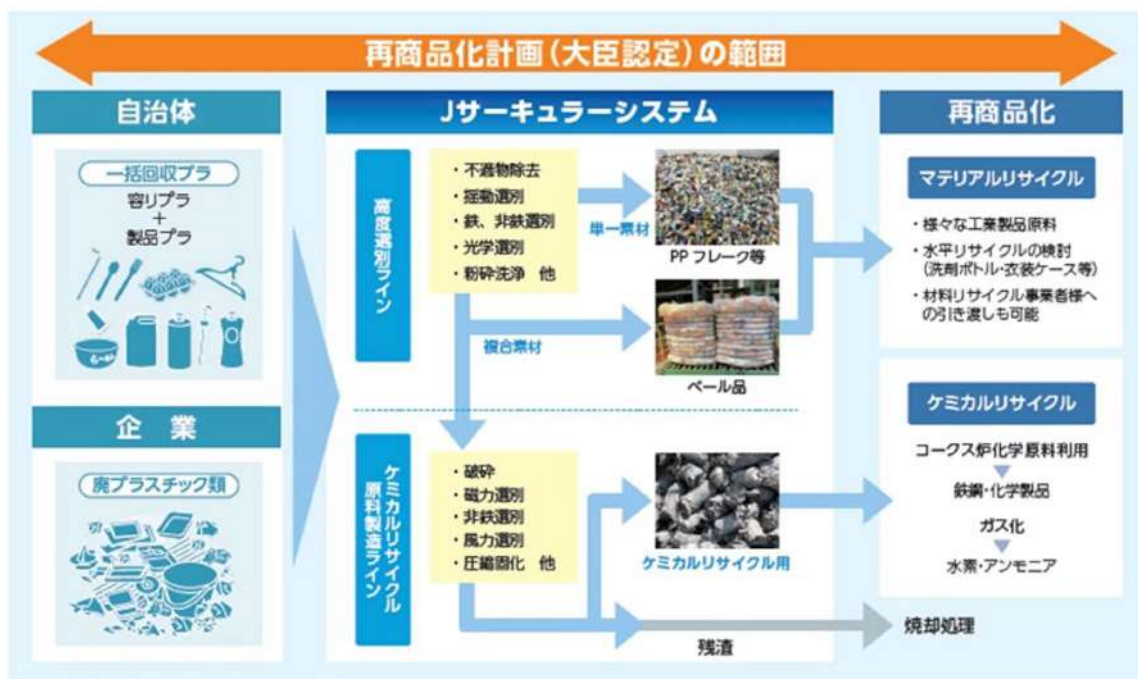 再商品化計画(大臣認定)の範囲
自治体
一括回収プラ
容リプラ
+
製品プラ
企 業
廃プラスチック類
Jサーキュラーシステム
高度選別ライン
・不適物除去
・揺動選別
・鉄、非鉄選別
・光学選別
・粉砕洗浄 他
単一素材
PPフレーク等
複合素材
ベール品
ケミカルリサイクル
原料製造ライン
・破砕
・磁力選別
・非鉄選別
・風力選別
・圧縮固化 他
ケミカルリサイクル用
残渣
再商品化
マテリアルリサイクル
・様々な工業製品原料
・水平リサイクルの検討
(洗剤ボトル・衣装ケース等)
・材料リサイクル事業者様へ
の引き渡しも可能
ケミカルリサイクル
コークス炉化学原料利用
鉄鋼・化学製品
ガス化
水素・アンモニア
焼却処理